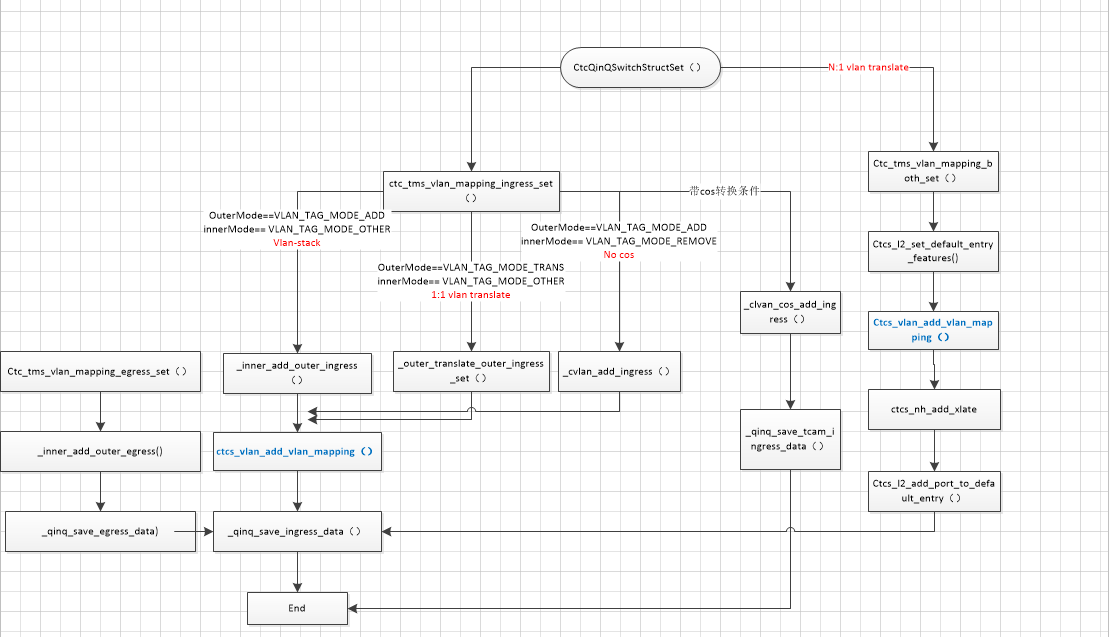 CtcQinQSwitchStructSet（）
N:1 vlan translate
ctc_tms_vlan_mapping_ingress_set
（）
带cos转换条件
Ctc_tms_vlan_mapping_b
oth_set（）
OuterMode==VLAN_TAG_MODE_ADD
innerMode== VLAN_TAG_MODE_OTHER
Vlan-stack
OuterMode==VLAN_TAG_MODE_TRANS
innerMode== VLAN_TAG_MODE_OTHER
1:1 vlan translate
OuterMode==VLAN_TAG_MODE_ADD
innerMode== VLAN_TAG_MODE_REMOVE
No cos
Ctcs_l2_set_default_entry
_features()
_clvan_cos_add_ing
ress（）
Ctcs_vlan_add_vlan_map
ping（）
Ctc_tms_vlan_mapping_egress_set（）
_inner_add_outer_ingress
（）
_outer_translate_outer_ingress
_set（）
_cvlan_add_ingress（）
ctcs_nh_add_xlate
_inner_add_outer_egress()
ctcs_vlan_add_vlan_mapping（）
_qinq_save_tcam_i
ngress_data（）
Ctcs_l2_add_port_to_defa
ult_entry（）
_qinq_save_egress_data)
_qinq_save_ingress_data（）
End